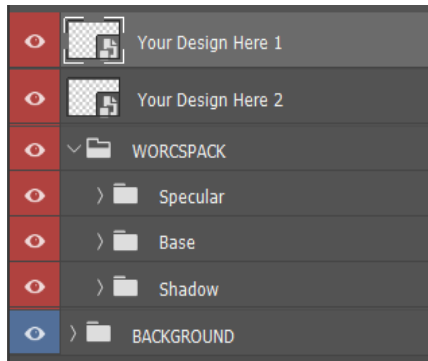 Your Design Here 1
Your Design Here 2
WORCSPACK
Specular
Base
Shadow
BACKGROUND